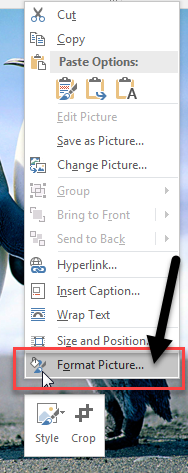 Cut
Copy
Paste Options:
A
Edit Picture
Save as Picture...
Change Picture...
Group
Bring to Front
Send to Back
Hyperlink...
Insert Caption...
Wrap Text
Size and Position...
Format Picture...
Style Crop